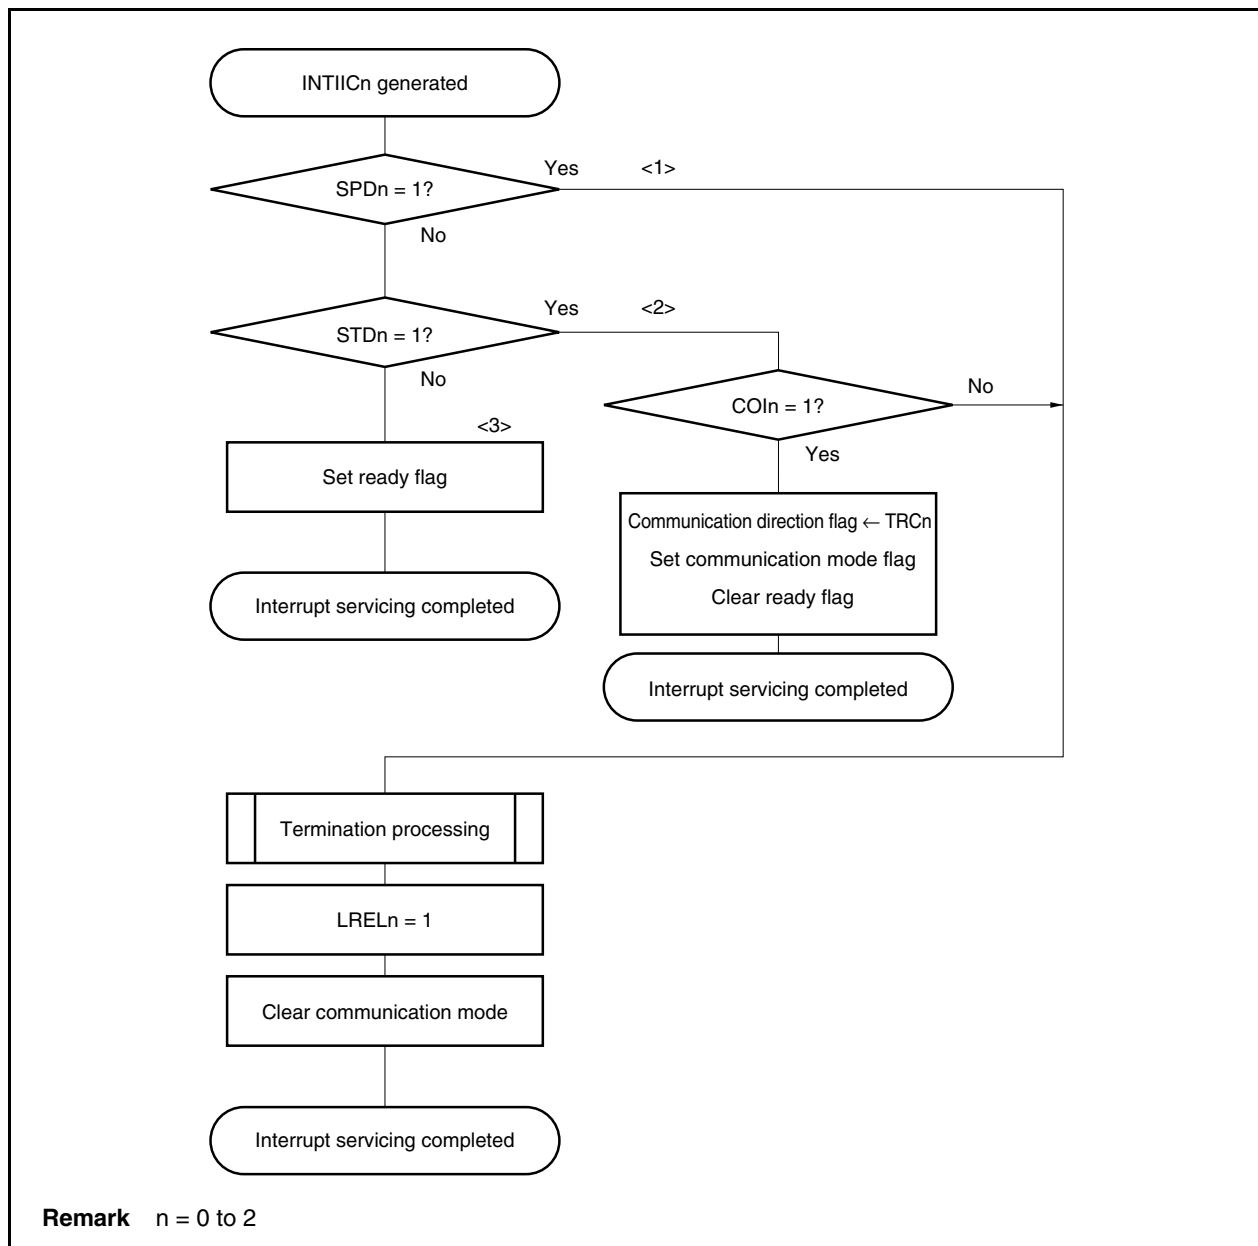 INTIICn generated
Yes <1>
SPDn = 1?
No
Yes <2>
STDn = 1?
No
No
COIn = 1?
Yes
<3>
Set ready flag
Communication direction flag ← TRCn
Set communication mode flag
Clear ready flag
Interrupt servicing completed
Interrupt servicing completed
Termination processing
LRELn = 1
Clear communication mode
Interrupt servicing completed
Remark n = 0 to 2